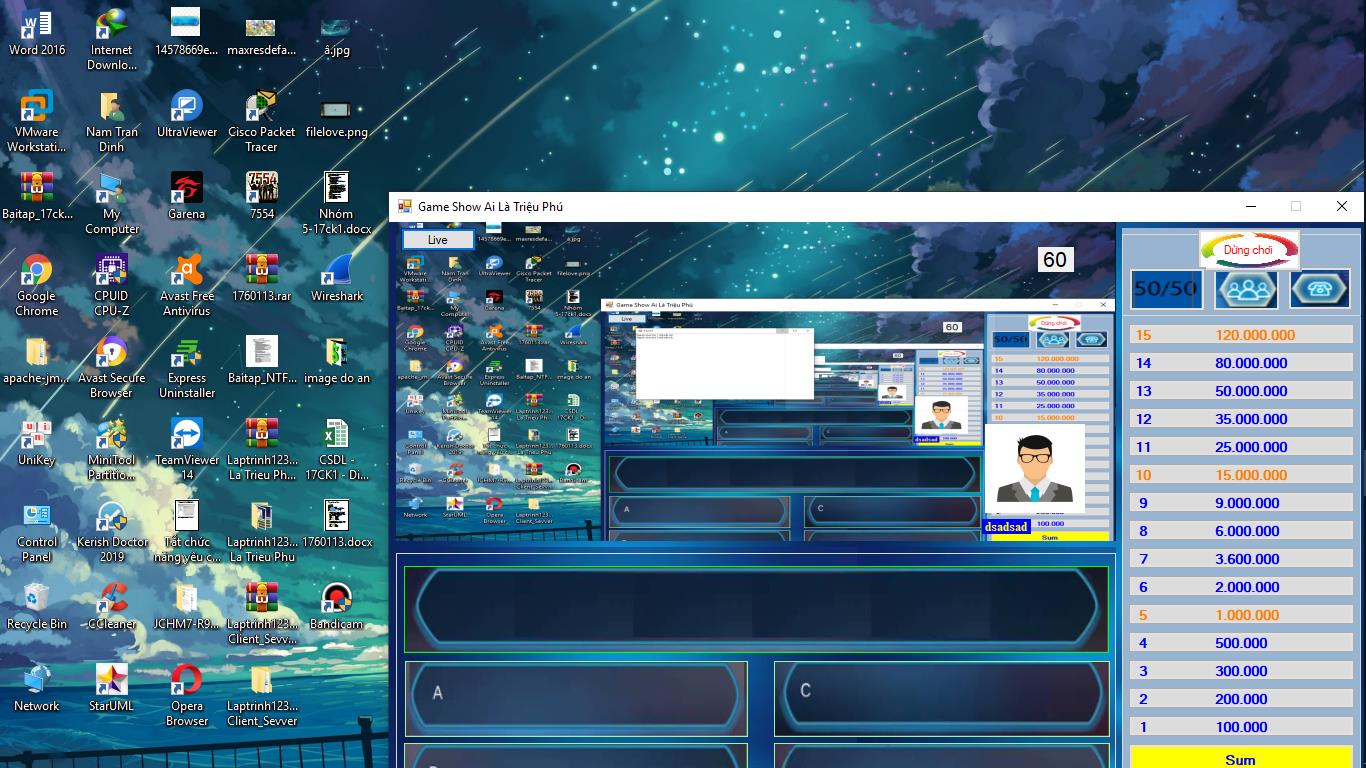 Word 2016
Internet
Downlo...
14578669e...
maxresdefa...
â.jpg
VMware
Workstati...
Nam Tran
Dinh
UltraViewer
Cisco Packet
Tracer
filelove.png
Baitap_17ck...
My
Computer
Garena
7554
Nhóm
5-17ck1.docx
Google
Chrome
CPUID
CPU-Z
Avast Free
Antivirus
1760113.rar
Wireshark
apache-jm...
Avast Secure
Browser
Express
Uninstaller
Baitap_NTF...
image do an
UniKey
MiniTool
Partitio...
TeamViewer
14
Laptrinh123...
La Trieu Ph...
CSDL -
17CK1 - Di...
Control
Panel
Kerish Doctor
2019
Tất chức
năng yêu c...
Laptrinh123...
La Trieu Phu
1760113.docx
Recycle Bin
CCleaner
JCHM7-R9...
Laptrinh123...
Client_Sevv...
Bandicam
Network
StarUML
Opera
Browser
Laptrinh123...
Client_Sevver
Game Show Ai Là Triệu Phú
Live
60
Game Show Ai Là Triệu Phú
Live
60
dsadsad
A
C
A
C
Dừng chơi
50/50
15 120.000.000
14 80.000.000
13 50.000.000
12 35.000.000
11 25.000.000
10 15.000.000
9 9.000.000
8 6.000.000
7 3.600.000
6 2.000.000
5 1.000.000
4 500.000
3 300.000
2 200.000
1 100.000
Sum